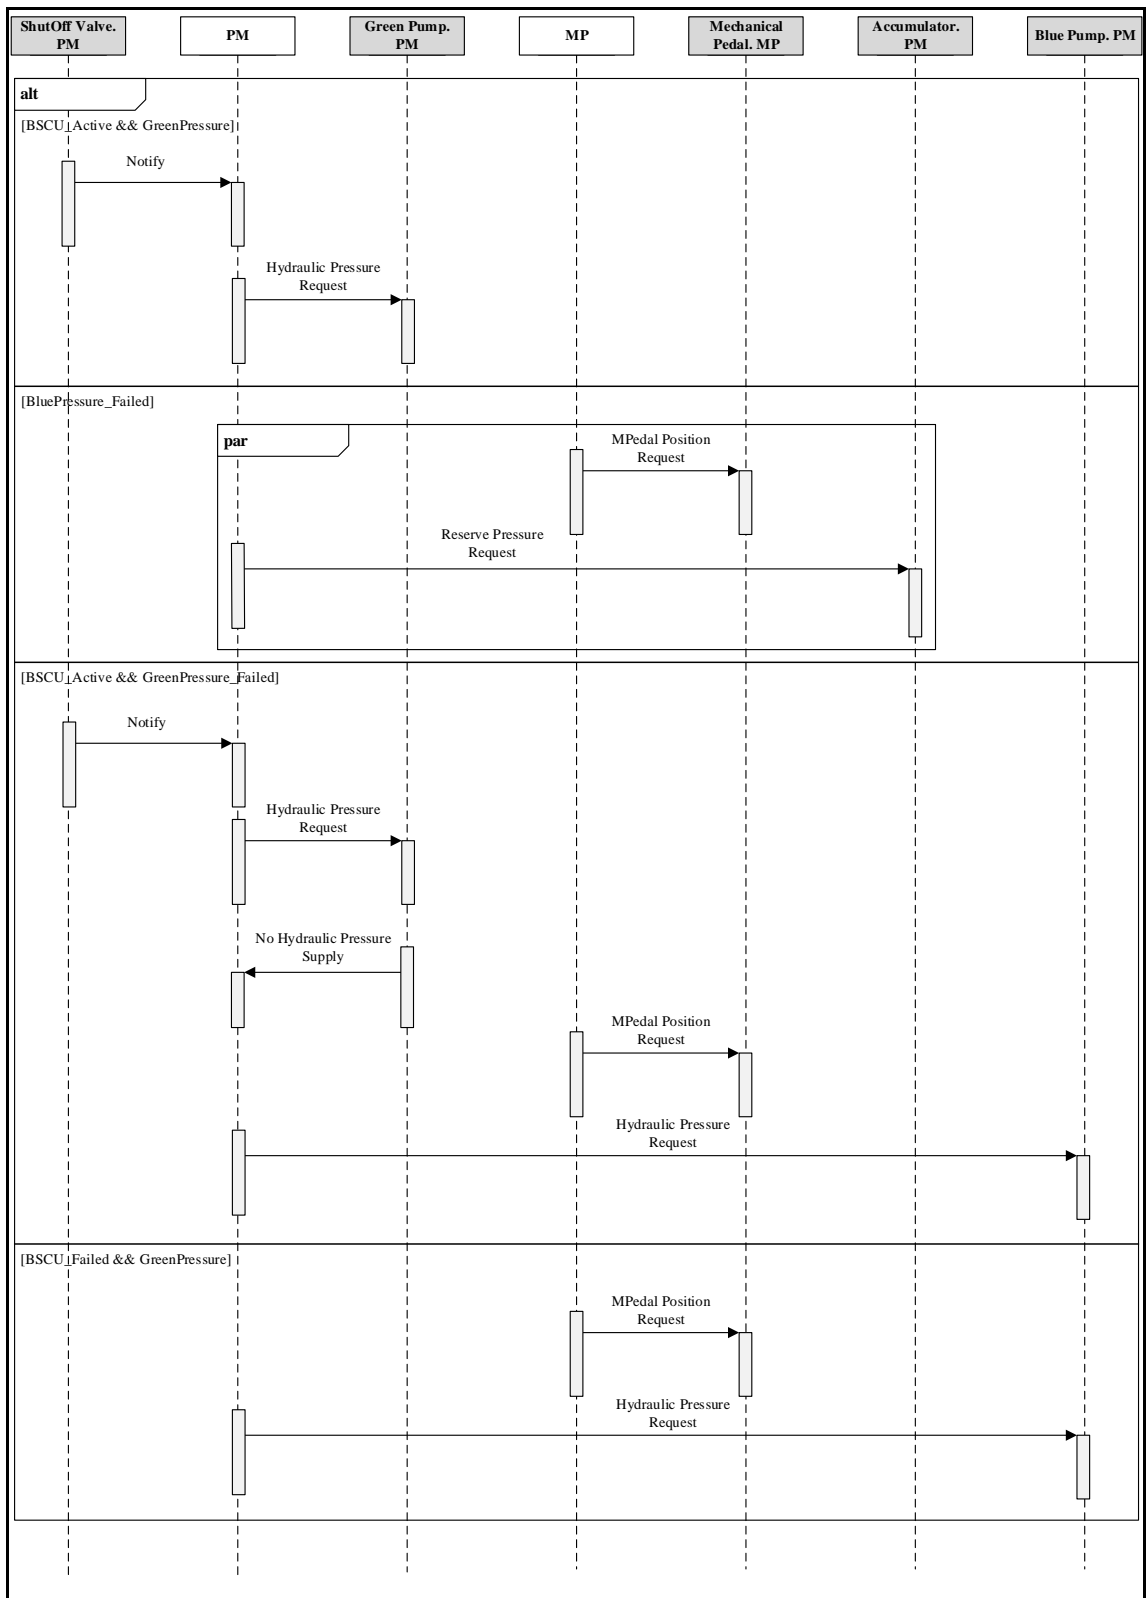 ShutOff Valve.
PM
PM
Green Pump.
PM
MP
Mechanical
Pedal. MP
Accumulator.
PM
Blue Pump. PM
alt
[BSCU_Active && GreenPressure]
Notify
Hydraulic Pressure
Request
[BluePressure_Failed]
par
MPedal Position
Request
Reserve Pressure
Request
[BSCU_Active && GreenPressure_Failed]
Notify
Hydraulic Pressure
Request
No Hydraulic Pressure
Supply
MPedal Position
Request
Hydraulic Pressure
Request
[BSCU_Failed && GreenPressure]
MPedal Position
Request
Hydraulic Pressure
Request